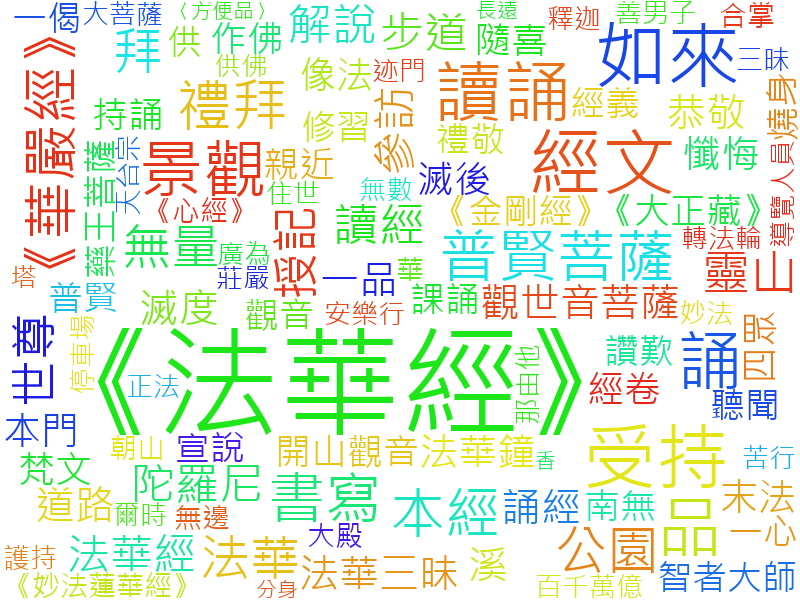 一偈
大菩薩
〈方便品〉
長遠
釋迦
善男子
合掌
拜
供
作佛
解說
步道
隨喜
如來
三昧
供佛
像法
迹門
讀誦
經義
恭敬
燒身
《華嚴經》
持誦
禮拜
修習
參訪
禮敬
經文
懺悔
藥王菩薩
天台宗
景觀
親近
滅後
導覽人員
《心經》
住世
無數
《金剛經》
《大正藏》
無量
廣為
授記
讀經
普賢菩薩
轉法輪
塔
莊嚴
一品
華
靈山
普賢
滅度
觀音
安樂行
課誦
觀世音菩薩
妙法
世尊
停車場
《法華經》
那由他
讚歎
誦
四眾
正法
經卷
聽聞
本門
朝山
宣說
開山觀音
法華鐘
香
受持
苦行
梵文
陀羅尼
書寫
本經
誦經
南無
品
末法
道路
爾時
無邊
大殿
一心
護持
法華經
法華
法華三昧
溪
公園
智者大師
《妙法蓮華經》
分身
百千萬億